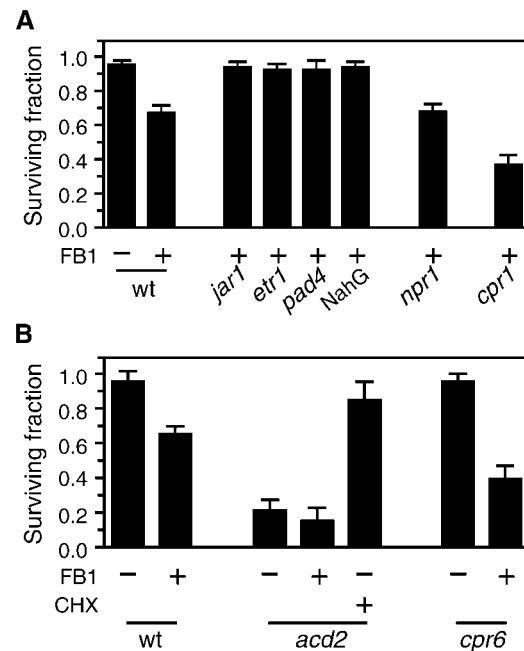 A
Surviving fraction
1.0
0.8
0.6
0.4
0.2
0.0
FB1 − + + + + + + +
wt jar1 etr1 pad4 NahG npr1 cpr1
B
Surviving fraction
1.0
0.8
0.6
0.4
0.2
0.0
FB1 − + − + − − +
CHX +
wt acd2 cpr6